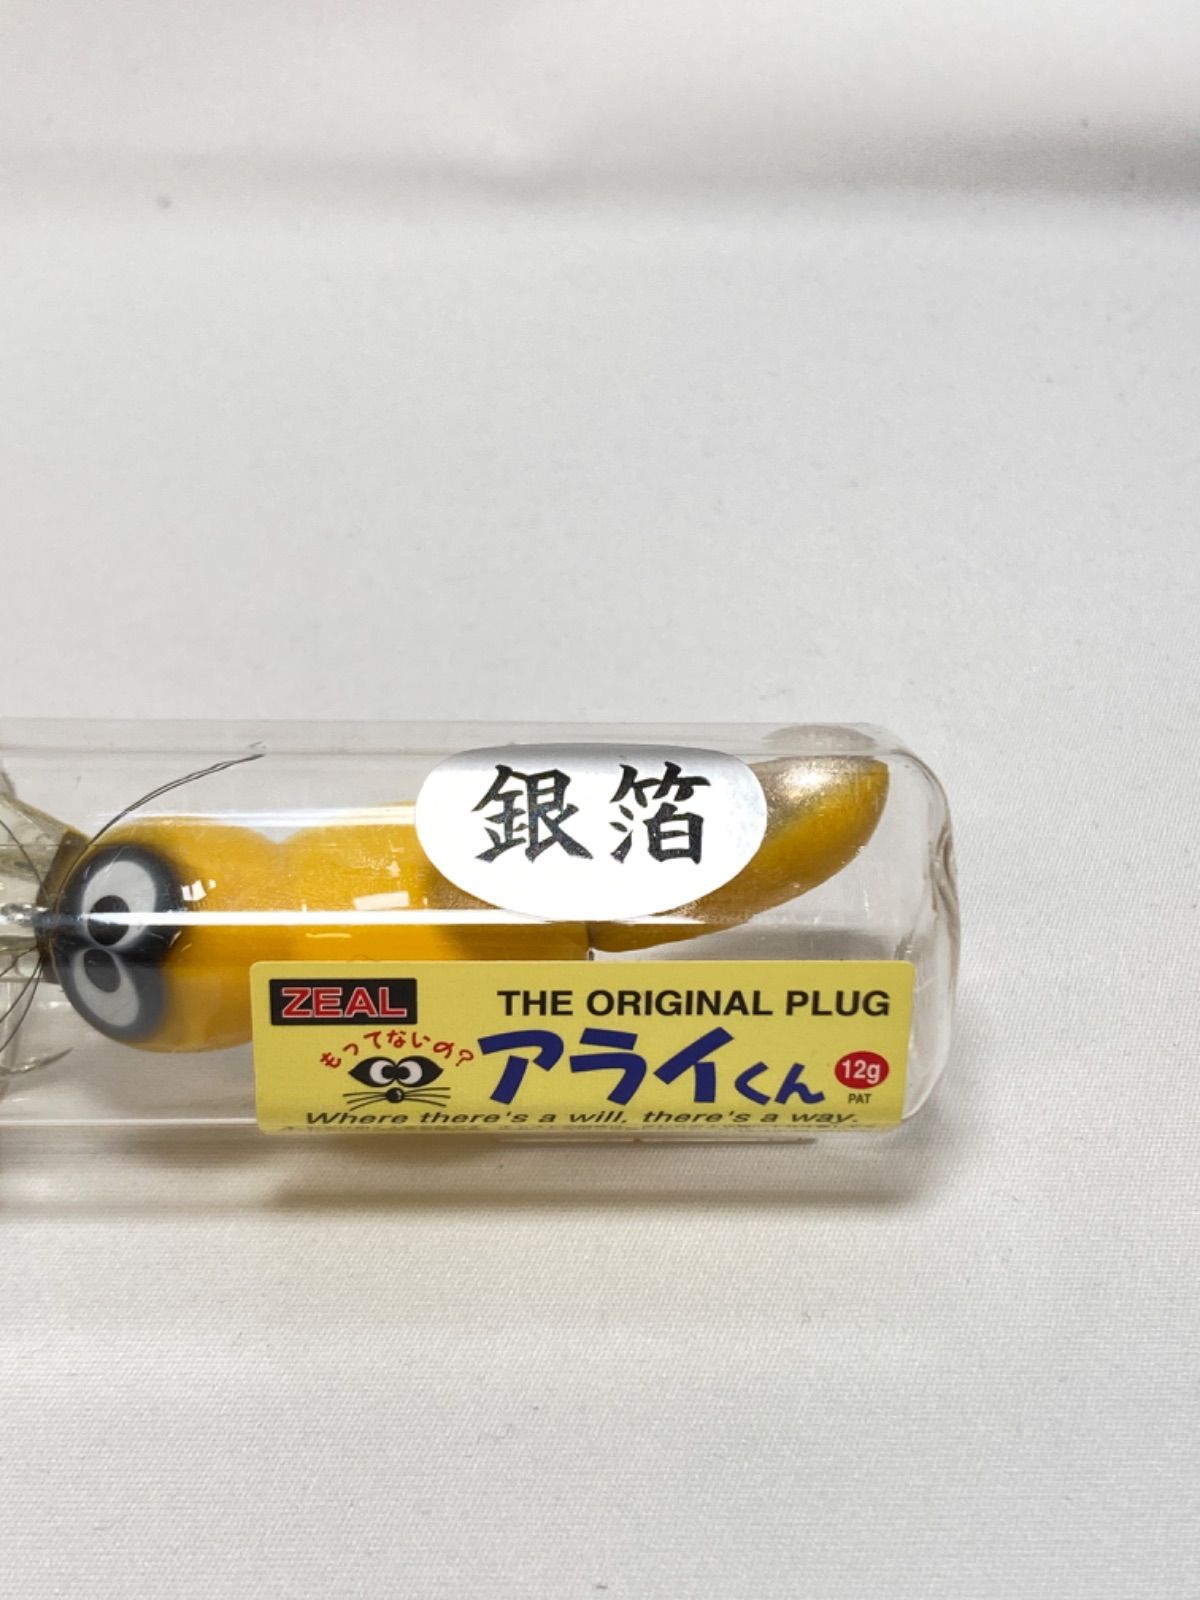 銀箔
ZEAL THE ORIGINAL PLUG
もってないの?
アライくん 12g
PAT
Where there's a will, there's a way.